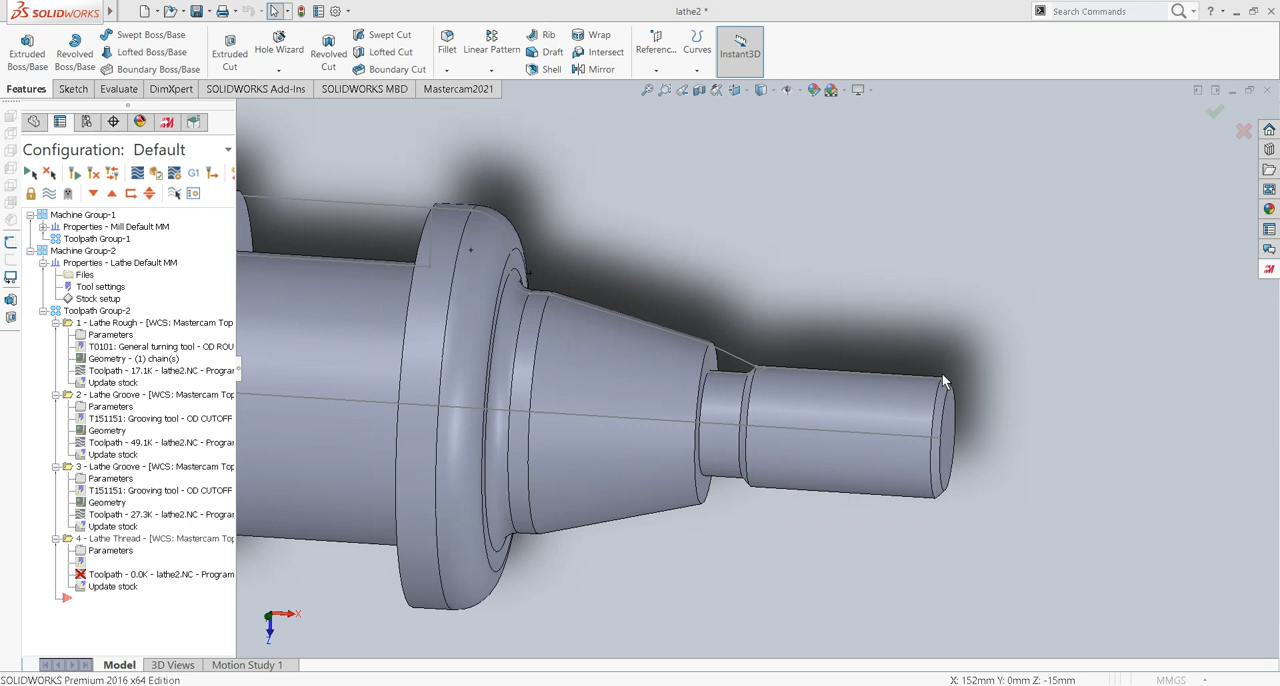 SOLIDWORKS
lathe2 *
Search Commands
?
Extruded Boss/Base
Revolved Boss/Base
Swept Boss/Base
Lofted Boss/Base
Boundary Boss/Base
Extruded Cut
Hole Wizard
Revolved Cut
Swept Cut
Lofted Cut
Boundary Cut
Fillet
Linear Pattern
Rib
Draft
Shell
Wrap
Intersect
Mirror
Referenc...
Curves
Instant3D
Features
Sketch
Evaluate
DimXpert
SOLIDWORKS Add-Ins
SOLIDWORKS MBD
Mastercam2021
Configuration: Default
G1
Machine Group-1
Properties - Mill Default MM
Toolpath Group-1
Machine Group-2
Properties - Lathe Default MM
Files
Tool settings
Stock setup
Toolpath Group-2
1 - Lathe Rough - [WCS: Mastercam Top
Parameters
T0101: General turning tool - OD ROU
Geometry - (1) chain(s)
Toolpath - 17.1K - lathe2.NC - Program
Update stock
2 - Lathe Groove - [WCS: Mastercam Top
Parameters
T151151: Grooving tool - OD CUTOFF
Geometry
Toolpath - 49.1K - lathe2.NC - Program
Update stock
3 - Lathe Groove - [WCS: Mastercam Top
Parameters
T151151: Grooving tool - OD CUTOFF
Geometry
Toolpath - 27.3K - lathe2.NC - Program
Update stock
4 - Lathe Thread - [WCS: Mastercam Top
Parameters
Toolpath - 0.0K - lathe2.NC - Program
Update stock
X
Z
Model
3D Views
Motion Study 1
SOLIDWORKS Premium 2016 x64 Edition
X: 152mm Y: 0mm Z: -15mm
MMGS